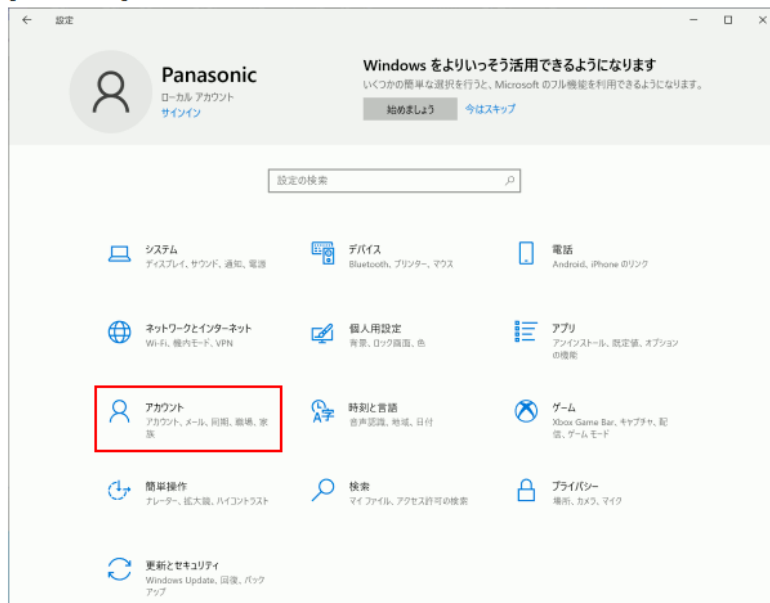 設定
Panasonic
ローカル アカウント
サインイン
Windows をよりいっそう活用できるようになります
いくつかの簡単な選択を行うと、Microsoft のフル機能を利用できるようになります。
始めましょう 今はスキップ
設定の検索
システム
ディスプレイ、サウンド、通知、電源
デバイス
Bluetooth、プリンター、マウス
電話
Android、iPhone のリンク
ネットワークとインターネット
Wi-Fi、機内モード、VPN
個人用設定
背景、ロック画面、色
アプリ
アンインストール、既定値、オプション
の機能
アカウント
アカウント、メール、同期、職場、家
族
時刻と言語
音声認識、地域、日付
ゲーム
Xbox Game Bar、キャプチャ、配
信、ゲーム モード
簡単操作
ナレーター、拡大鏡、ハイコントラスト
検索
マイ ファイル、アクセス許可の検索
プライバシー
場所、カメラ、マイク
更新とセキュリティ
Windows Update、回復、バック
アップ